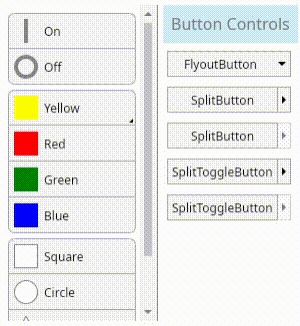 On
Off
Yellow
Red
Green
Blue
Square
Circle
Button Controls
FlyoutButton
SplitButton
SplitButton
SplitToggleButton
SplitToggleButton